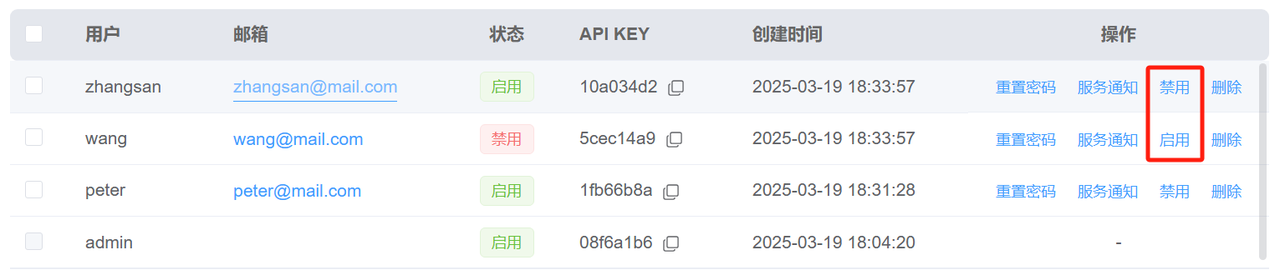 用户 邮箱 状态 API KEY 创建时间 操作
zhangsan zhangsan@mail.com 启用 10a034d2 2025-03-19 18:33:57 重置密码 服务通知 禁用 删除
wang wang@mail.com 禁用 5cec14a9 2025-03-19 18:33:57 重置密码 服务通知 启用 删除
peter peter@mail.com 启用 1fb66b8a 2025-03-19 18:31:28 重置密码 服务通知 禁用 删除
admin 启用 08f6a1b6 2025-03-19 18:04:20 -